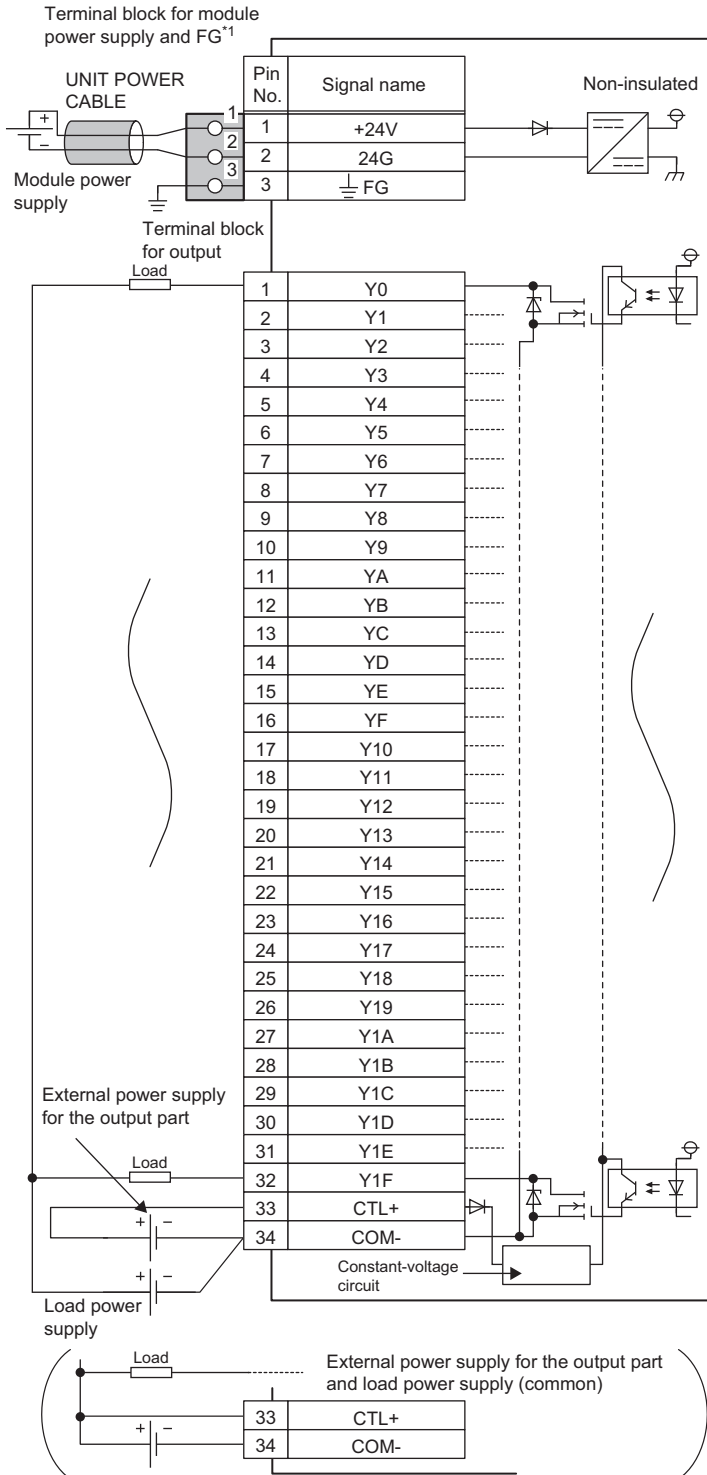 Terminal block for module
power supply and FG*1
UNIT POWER
CABLE
+
−
Module power
supply
1
2
3
Pin
No.
Signal name
Non-insulated
1 +24V
2 24G
3 FG
Terminal block
for output
Load
1 Y0
2 Y1
3 Y2
4 Y3
5 Y4
6 Y5
7 Y6
8 Y7
9 Y8
10 Y9
11 YA
12 YB
13 YC
14 YD
15 YE
16 YF
17 Y10
18 Y11
19 Y12
20 Y13
21 Y14
22 Y15
23 Y16
24 Y17
25 Y18
26 Y19
27 Y1A
28 Y1B
29 Y1C
30 Y1D
31 Y1E
32 Y1F
33 CTL+
34 COM-
External power supply
for the output part
Load
+ −
+ −
Load power
supply
Constant-voltage
circuit
Load
External power supply for the output part
and load power supply (common)
+ −
33 CTL+
34 COM-